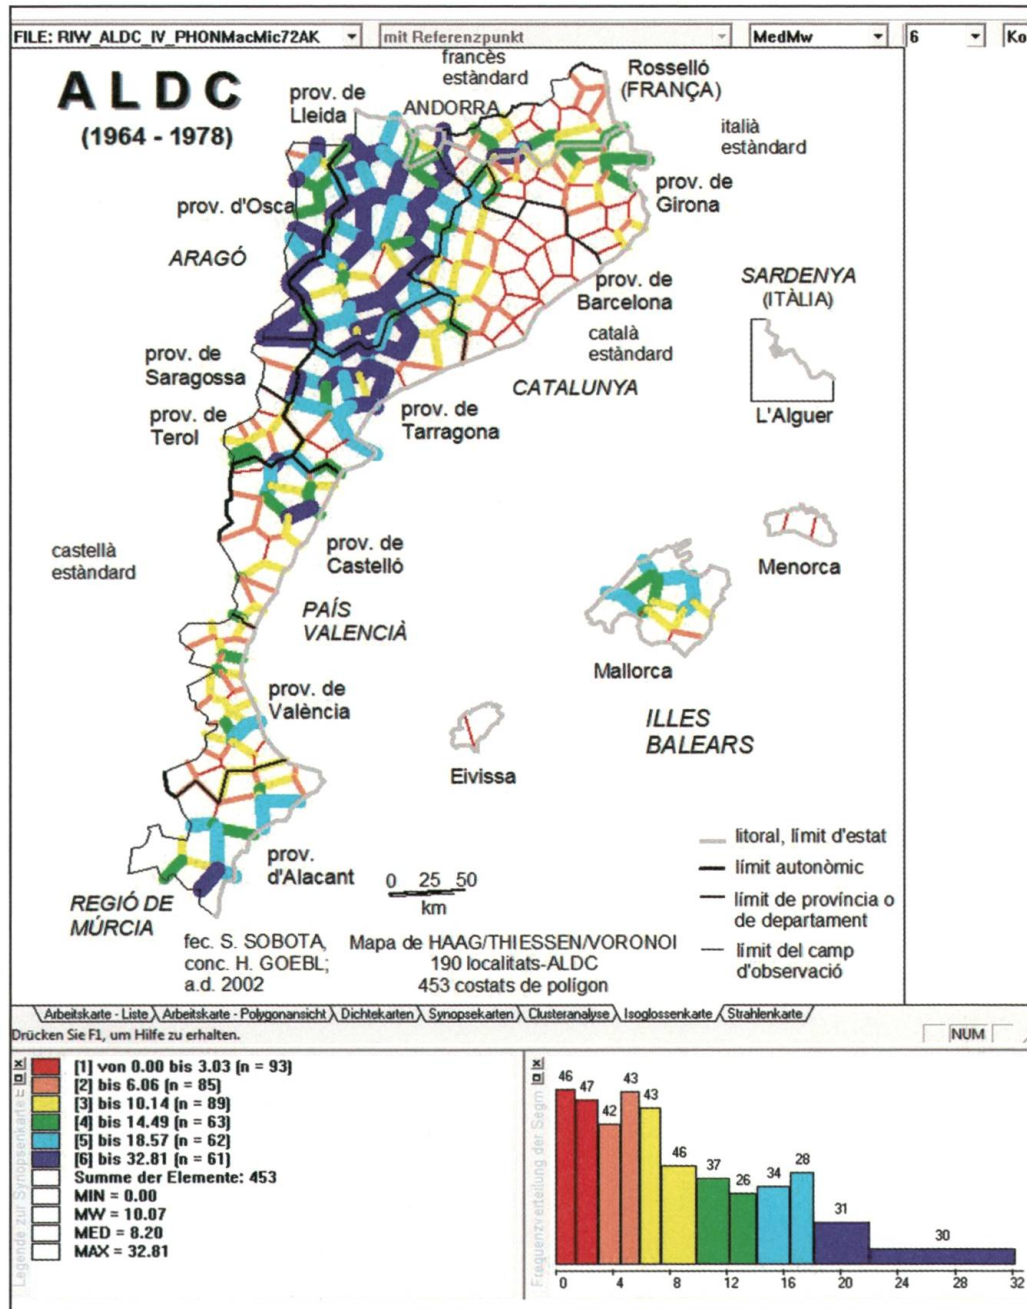 FILE: RIW_ALDC_IV_PHONMacMic72AK
mit Referenzpunkt
MedMw
6
Ko
ALDC
(1964 - 1978)
francès
estàndard
Rosselló
(FRANÇA)
prov. de
Lleida
ANDORRA
italià
estàndard
prov. d'Osca
prov. de
Girona
ARAGÓ
prov. de
Barcelona
SARDENYA
(ITÀLIA)
català
estàndard
prov. de
Saragossa
CATALUNYA
L'Alguer
prov. de
Terol
prov. de
Tarragona
castellà
estàndard
prov. de
Castelló
Menorca
PAÍS
VALENCIÀ
Mallorca
prov. de
València
ILLES
BALEARS
Eivissa
prov.
d'Alacant
0 25 50
km
REGIÓ DE
MÚRCIA
litoral, límit d'estat
límit autonòmic
límit de província o
de departament
límit del camp
d'observació
fec. S. SOBOTA,
conc. H. GOEBL;
a.d. 2002
Mapa de HAAG/THIESSEN/VORONOI
190 localitats-ALDC
453 costats de polígon
Arbeitskarte - Liste Arbeitskarte - Polygonansicht Dichtekarten Synopsekarten Clusteranalyse Isoglossenkarte Strahlenkarte
Drücken Sie F1, um Hilfe zu erhalten.
NUM
Legende zur Synopsenkarte
[1] von 0.00 bis 3.03 (n = 93)
[2] bis 6.06 (n = 85)
[3] bis 10.14 (n = 89)
[4] bis 14.49 (n = 63)
[5] bis 18.57 (n = 62)
[6] bis 32.81 (n = 61)
Summe der Elemente: 453
MIN = 0.00
MW = 10.07
MED = 8.20
MAX = 32.81
Frequenzverteilung der Segm
46 47 42 43 43 46 37 26 34 28 31 30
0 4 8 12 16 20 24 28 32